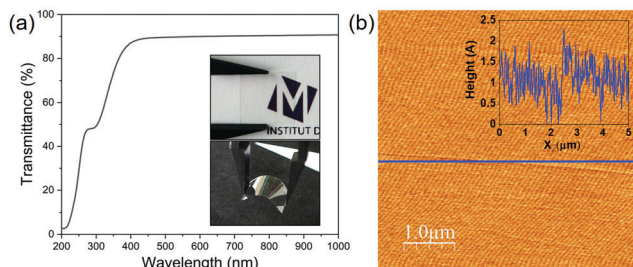 (a)
100
80
60
40
20
0
Transmittance (%)
200 300 400 500 600 700 800 900 1000
Wavelength (nm)
M
INSTITUT D
(b)
2.5
2.0
1.5
1
0.5
0
Height (A)
0 1 2 3 4 5
X (μm)
1.0μm